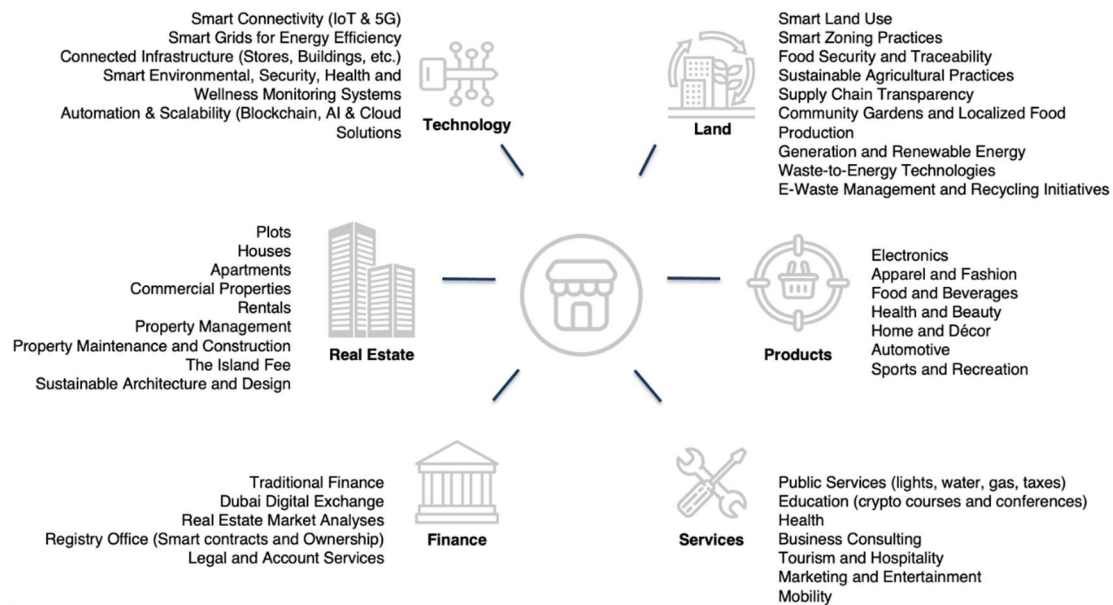 Smart Connectivity (IoT & 5G)
Smart Grids for Energy Efficiency
Connected Infrastructure (Stores, Buildings, etc.)
Smart Environmental, Security, Health and
Wellness Monitoring Systems
Automation & Scalability (Blockchain, AI & Cloud
Solutions
Technology
Smart Land Use
Smart Zoning Practices
Food Security and Traceability
Sustainable Agricultural Practices
Supply Chain Transparency
Community Gardens and Localized Food
Production
Generation and Renewable Energy
Waste-to-Energy Technologies
E-Waste Management and Recycling Initiatives
Land
Plots
Houses
Apartments
Commercial Properties
Rentals
Property Management
Property Maintenance and Construction
The Island Fee
Sustainable Architecture and Design
Real Estate
Electronics
Apparel and Fashion
Food and Beverages
Health and Beauty
Home and Décor
Automotive
Sports and Recreation
Products
Traditional Finance
Dubai Digital Exchange
Real Estate Market Analyses
Registry Office (Smart contracts and Ownership)
Legal and Account Services
Finance
Public Services (lights, water, gas, taxes)
Education (crypto courses and conferences)
Health
Business Consulting
Tourism and Hospitality
Marketing and Entertainment
Mobility
Services